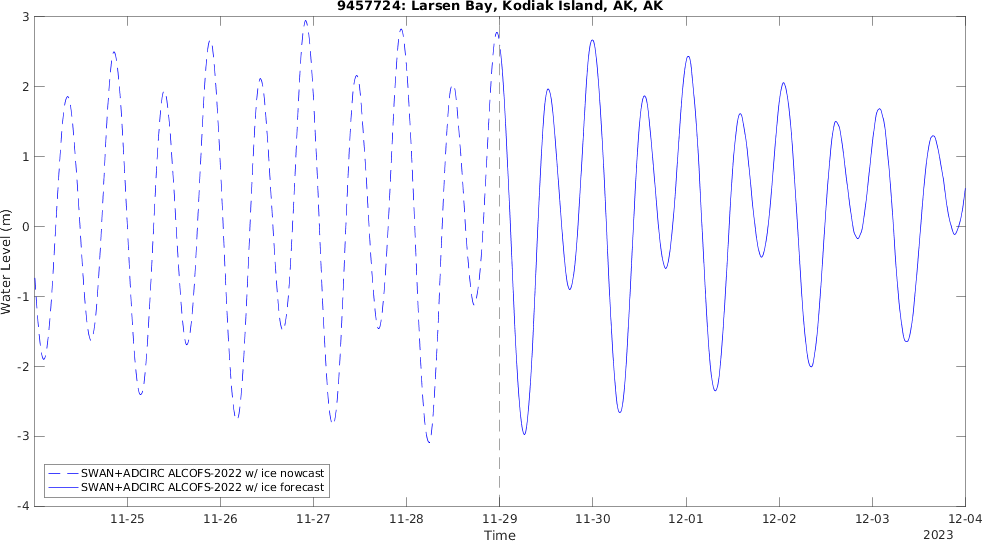 9457724: Larsen Bay, Kodiak Island, AK, AK
3
2
1
0
-1
-2
-3
-4
Water Level (m)
SWAN+ADCIRC ALCOFS-2022 w/ ice nowcast
SWAN+ADCIRC ALCOFS-2022 w/ ice forecast
11-25 11-26 11-27 11-28 11-29 11-30 12-01 12-02 12-03 12-04
Time
2023